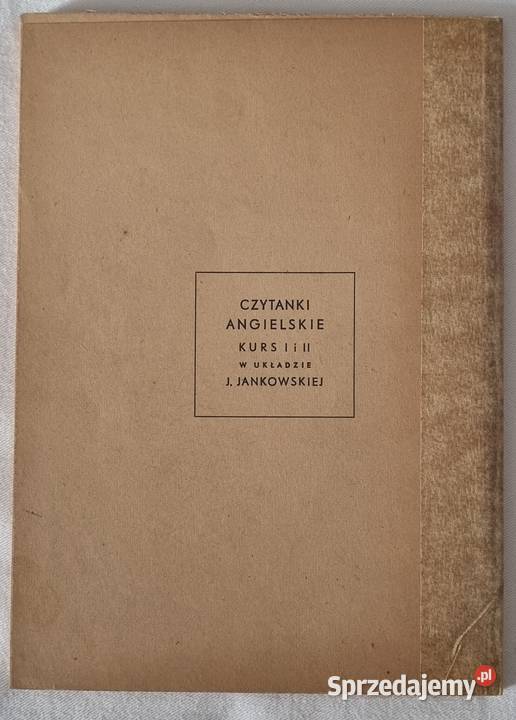 CZYTANKI
ANGIELSKIE
KURS I i II
W UKŁADZIE
J. JANKOWSKIEJ
Sprzedajemy.pl